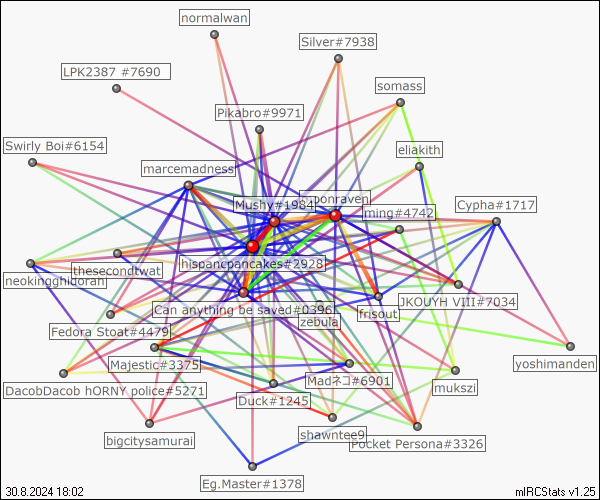 normalwan
Silver#7938
LPK2387 #7690
somass
Pikabro#9971
Swirly Boi#6154
eliakith
marcemadness
Mushy#1984
ponraven
Cypha#1717
ming#4742
hispancpancakes#2928
thesecondtwat
neokingghidorah
JKOUYH VIII#7034
Can anything be saved#0396
frisout
zebula
Fedora Stoat#4479
Majestic#3375
yoshimanden
Madネコ#6901
DacobDacob hORNY police#5271
mukszi
Duck#1245
bigcitysamurai
shawntee9
Pocket Persona#3326
Eg.Master#1378
30.8.2024 18:02
mIRCStats v1.25